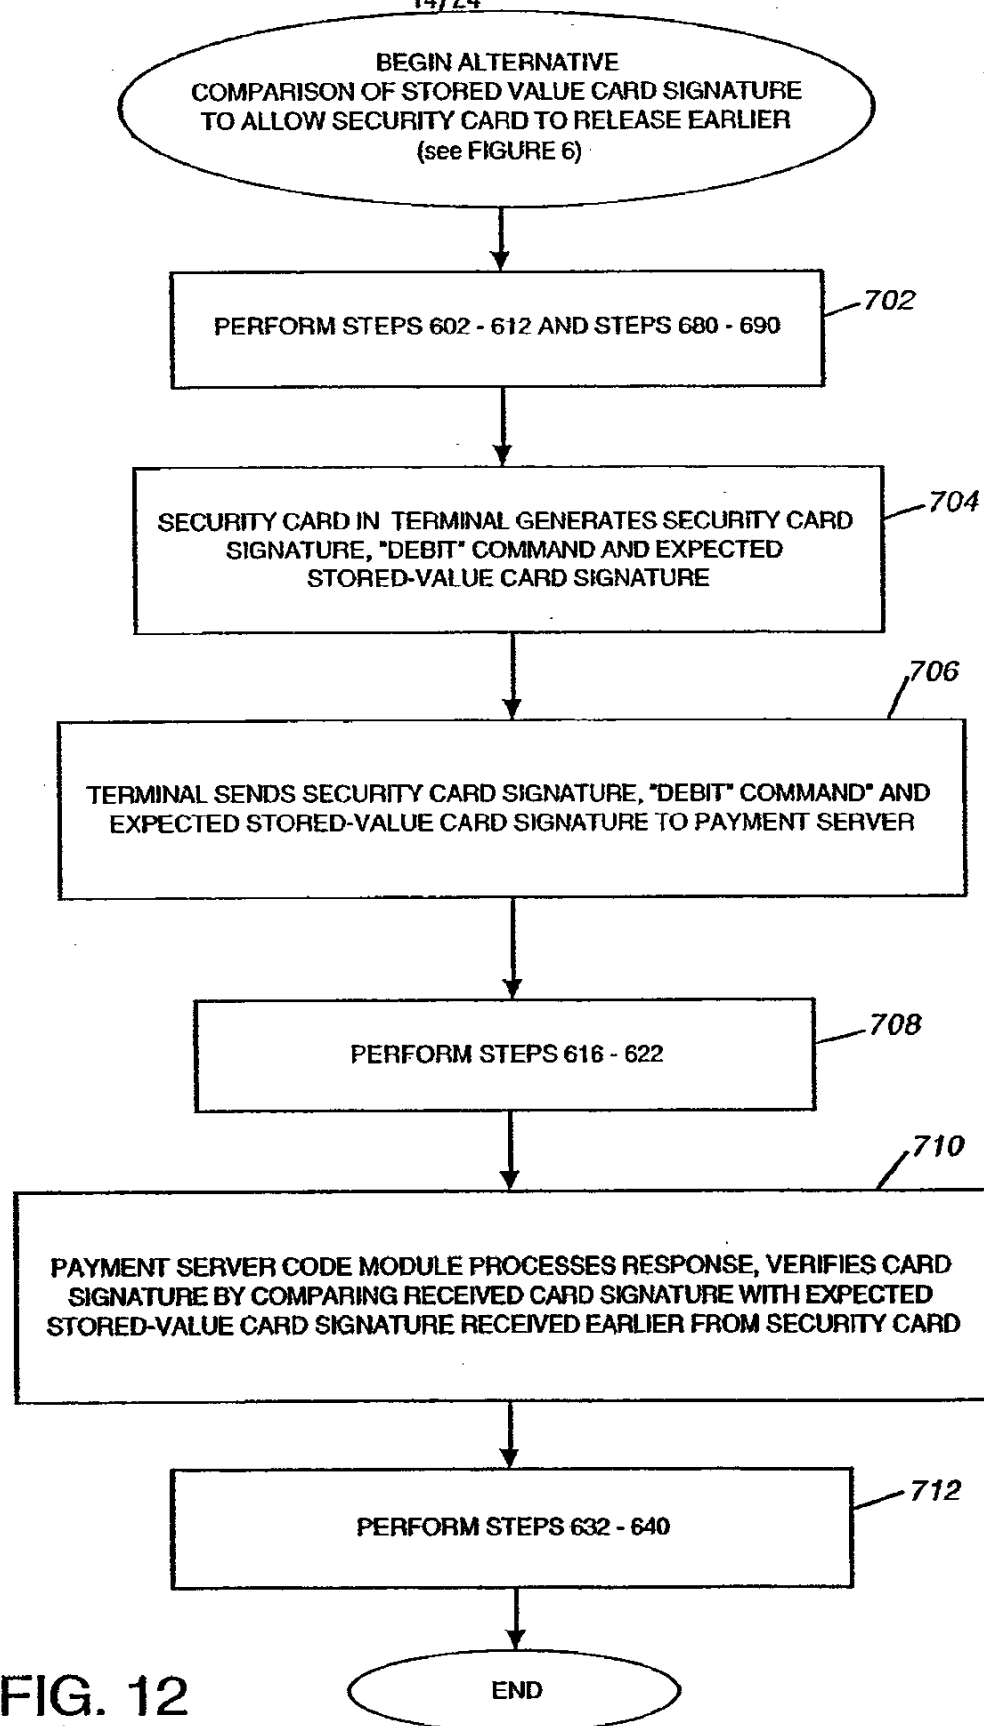 14/24
BEGIN ALTERNATIVE
COMPARISON OF STORED VALUE CARD SIGNATURE
TO ALLOW SECURITY CARD TO RELEASE EARLIER
(see FIGURE 6)
702
PERFORM STEPS 602 - 612 AND STEPS 680 - 690
704
SECURITY CARD IN TERMINAL GENERATES SECURITY CARD
SIGNATURE, "DEBIT" COMMAND AND EXPECTED
STORED-VALUE CARD SIGNATURE
706
TERMINAL SENDS SECURITY CARD SIGNATURE, "DEBIT" COMMAND" AND
EXPECTED STORED-VALUE CARD SIGNATURE TO PAYMENT SERVER
708
PERFORM STEPS 616 - 622
710
PAYMENT SERVER CODE MODULE PROCESSES RESPONSE, VERIFIES CARD
SIGNATURE BY COMPARING RECEIVED CARD SIGNATURE WITH EXPECTED
STORED-VALUE CARD SIGNATURE RECEIVED EARLIER FROM SECURITY CARD
712
PERFORM STEPS 632 - 640
END
FIG. 12